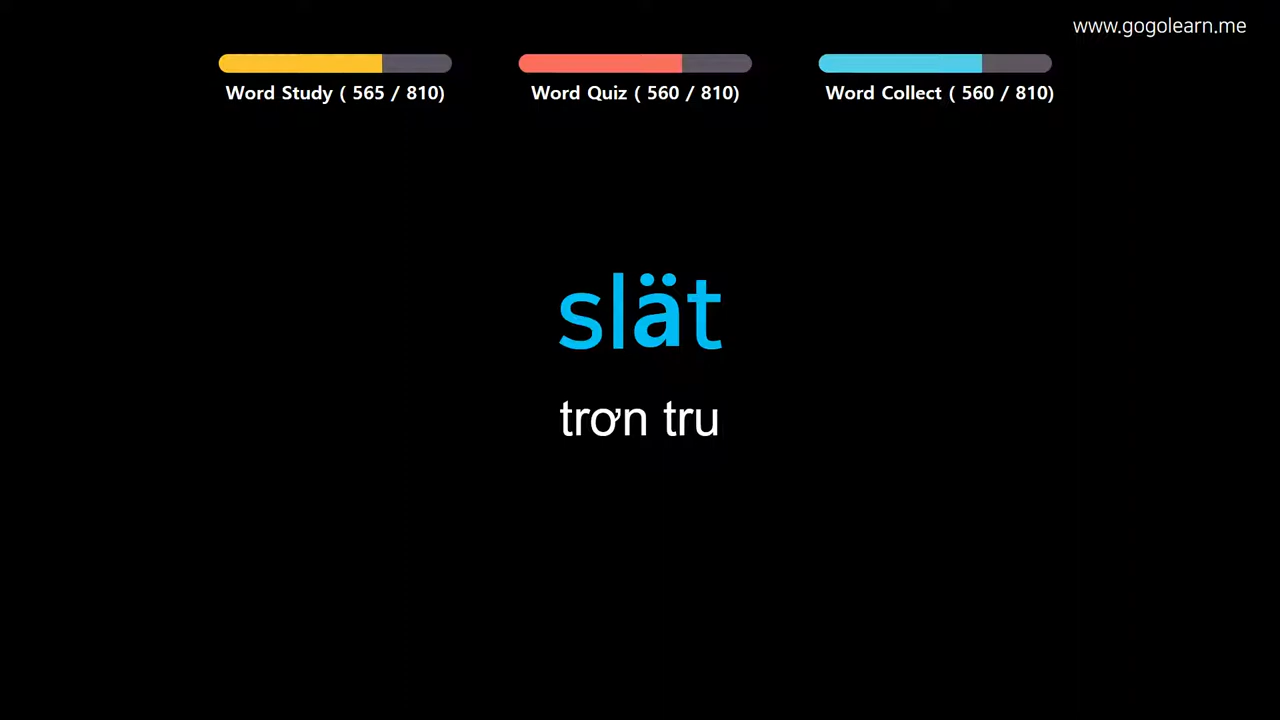 www.gogolearn.me
Word Study ( 565 / 810)
Word Quiz ( 560 / 810)
Word Collect ( 560 / 810)
slät
trơn tru